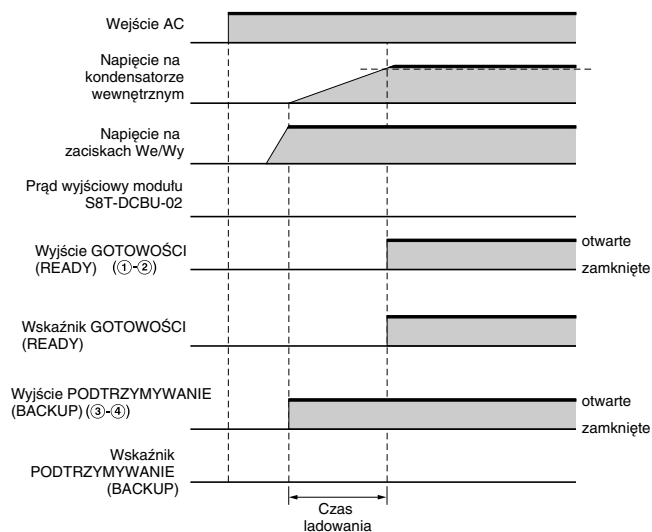 Wejście AC
Napięcie na
kondensatorze
wewnętrznym
Napięcie na
zaciskach We/Wy
Prąd wyjściowy modułu
S8T-DCBU-02
Wyjście GOTOWOŚCI
(READY) (①-②)
otwarte
zamknięte
Wskaźnik GOTOWOŚCI
(READY)
Wyjście PODTRZYMYWANIE
(BACKUP) (③-④)
otwarte
zamknięte
Wskaźnik
PODTRZYMYWANIE
(BACKUP)
Czas
ladowania